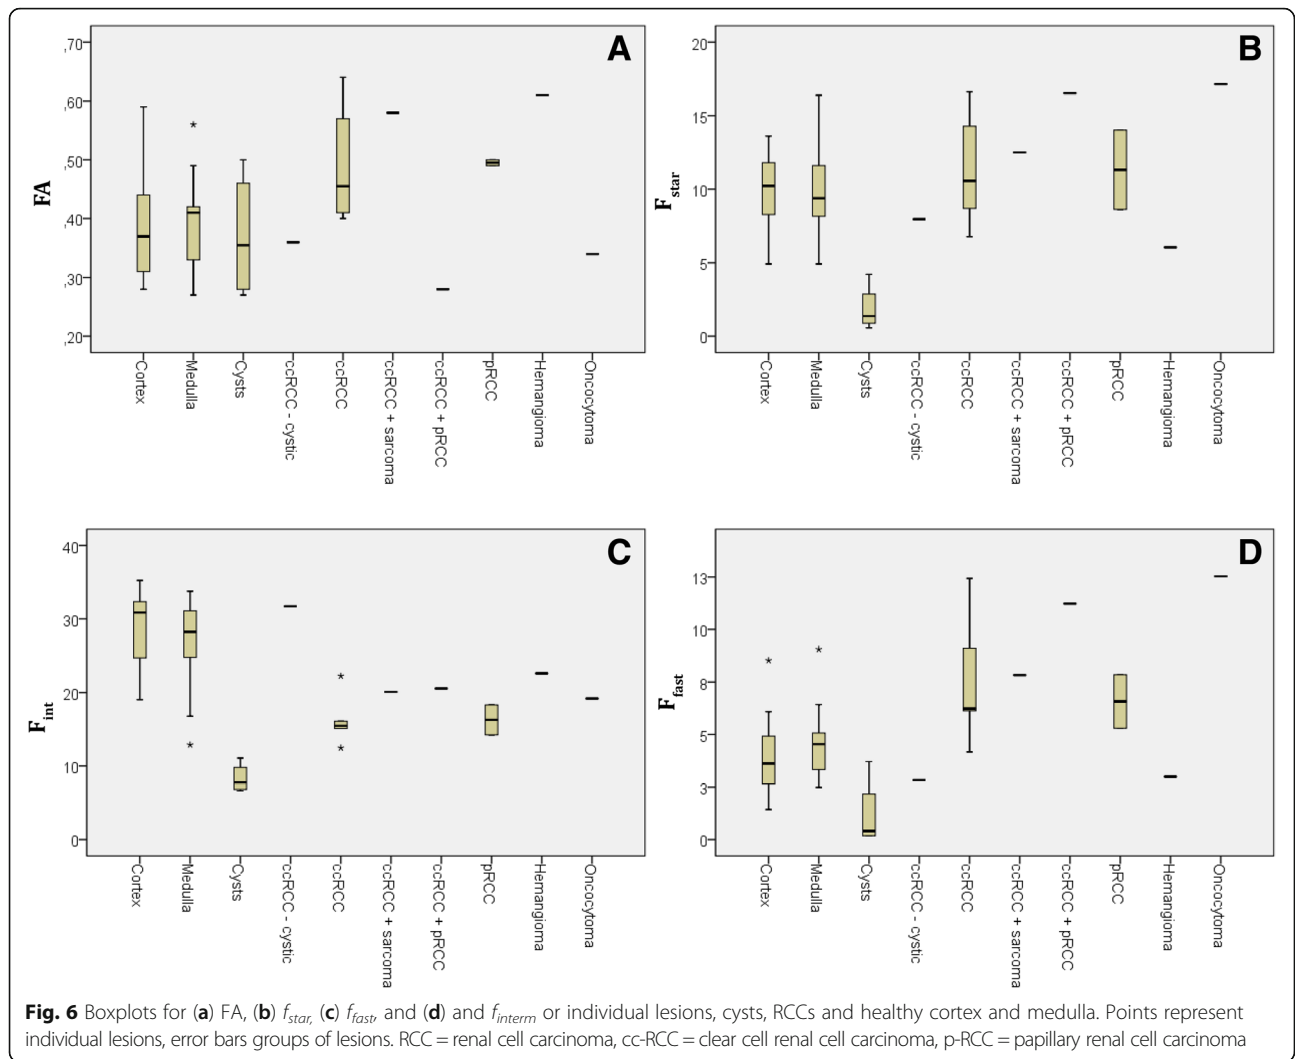 A
FA
,70
,60
,50
,40
,30
,20
Cortex
Medulla
Cysts
ccRCC - cystic
ccRCC
ccRCC + sarcoma
ccRCC + pRCC
pRCC
Hemangioma
Oncocytoma
B
F star
20
15
10
5
0
Cortex
Medulla
Cysts
ccRCC - cystic
ccRCC
ccRCC + sarcoma
ccRCC + pRCC
pRCC
Hemangioma
Oncocytoma
C
F int
40
30
20
10
0
Cortex
Medulla
Cysts
ccRCC - cystic
ccRCC
ccRCC + sarcoma
ccRCC + pRCC
pRCC
Hemangioma
Oncocytoma
D
F fast
13
10
8
5
3
0
Cortex
Medulla
Cysts
ccRCC - cystic
ccRCC
ccRCC + sarcoma
ccRCC + pRCC
pRCC
Hemangioma
Oncocytoma
Fig. 6 Boxplots for (a) FA, (b) fstar, (c) ffast, and (d) and finterm or individual lesions, cysts, RCCs and healthy cortex and medulla. Points represent
individual lesions, error bars groups of lesions. RCC = renal cell carcinoma, cc-RCC = clear cell renal cell carcinoma, p-RCC = papillary renal cell carcinoma